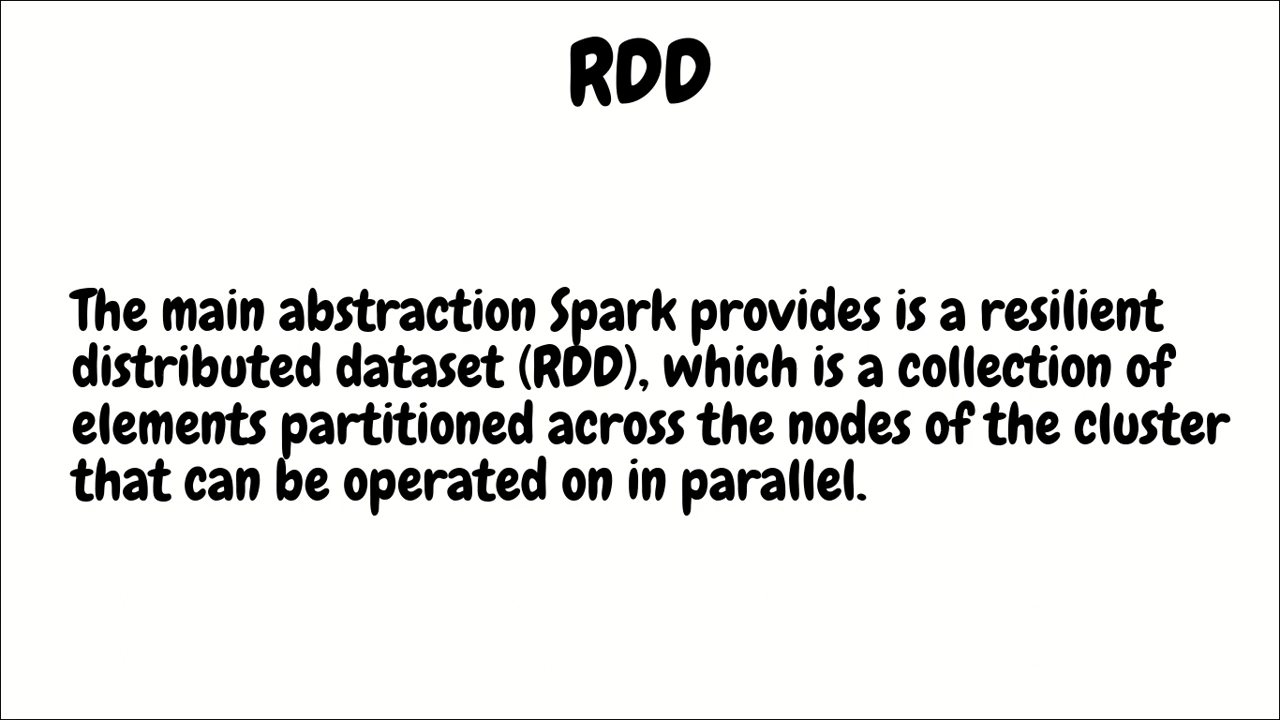 RDD
The main abstraction Spark provides is a resilient
distributed dataset (RDD), which is a collection of
elements partitioned across the nodes of the cluster
that can be operated on in parallel.